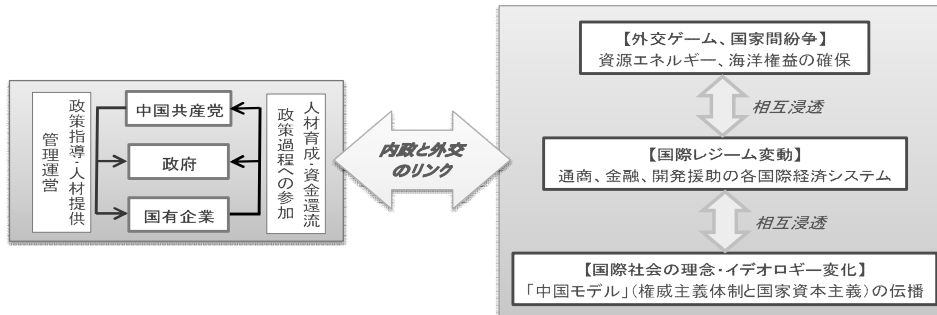 政策指導・人材提供
管理運営
中国共産党
政府
国有企業
人材育成・資金還流
政策過程への参加
内政と外交
のリンク
【外交ゲーム、国家間紛争】
資源エネルギー、海洋権益の確保
相互浸透
【国際レジーム変動】
通商、金融、開発援助の各国際経済システム
相互浸透
【国際社会の理念・イデオロギー変化】
「中国モデル」(権威主義体制と国家資本主義)の伝播